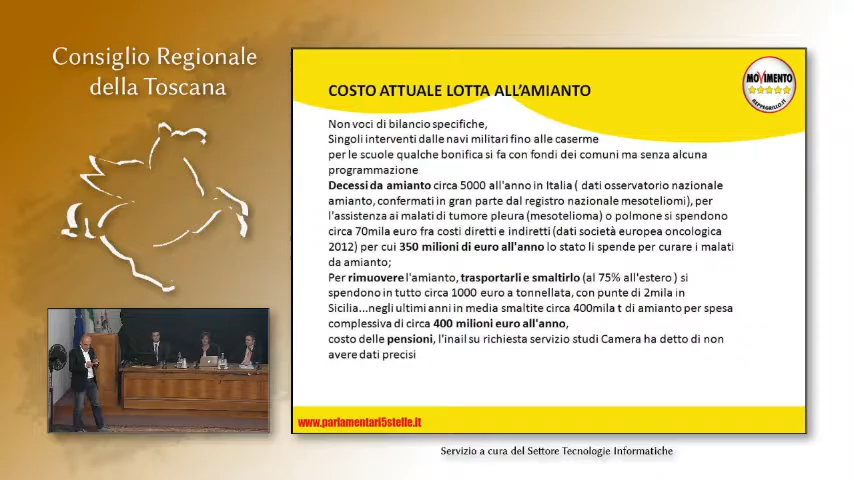 Consiglio Regionale
della Toscana
MOVIMENTO
BEPPEGRILLO.IT
COSTO ATTUALE LOTTA ALL'AMIANTO
Non voci di bilancio specifiche,
Singoli interventi dalle navi militari fino alle caserme
per le scuole qualche bonifica si fa con fondi dei comuni ma senza alcuna
programmazione
Decessi da amianto circa 5000 all'anno in Italia ( dati osservatorio nazionale
amianto, confermati in gran parte dal registro nazionale mesoteliomi), per
l'assistenza ai malati di tumore pleura (mesotelioma) o polmone si spendono
circa 70mila euro fra costi diretti e indiretti (dati società europea oncologica
2012) per cui 350 milioni di euro all'anno lo stato li spende per curare i malati
da amianto;
Per rimuovere l'amianto, trasportarli e smaltirlo (al 75% all'estero ) si
spendono in tutto circa 1000 euro a tonnellata, con punte di 2mila in
Sicilia...negli ultimi anni in media smaltite circa 400mila t di amianto per spesa
complessiva di circa 400 milioni euro all'anno,
costo delle pensioni, l'inail su richiesta servizio studi Camera ha detto di non
avere dati precisi
www.parlamentari5stelle.it
Servizio a cura del Settore Tecnologie Informatiche